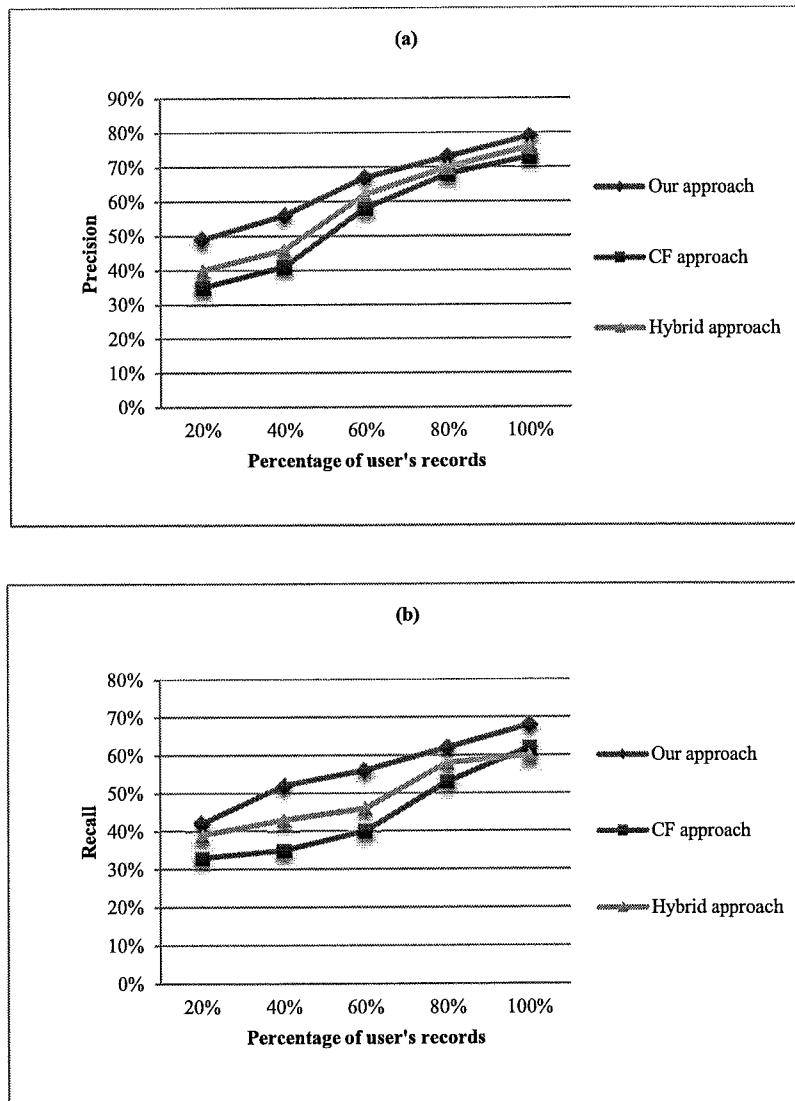 (a)
90%
80%
70%
60%
50%
40%
30%
20%
10%
0%
Precision
20% 40% 60% 80% 100%
Percentage of user's records
Our approach
CF approach
Hybrid approach
(b)
80%
70%
60%
50%
40%
30%
20%
10%
0%
Recall
20% 40% 60% 80% 100%
Percentage of user's records
Our approach
CF approach
Hybrid approach